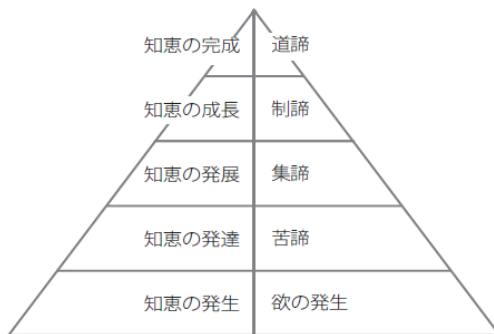 知恵の完成 道諦
知恵の成長 制諦
知恵の発展 集諦
知恵の発達 苦諦
知恵の発生 欲の発生